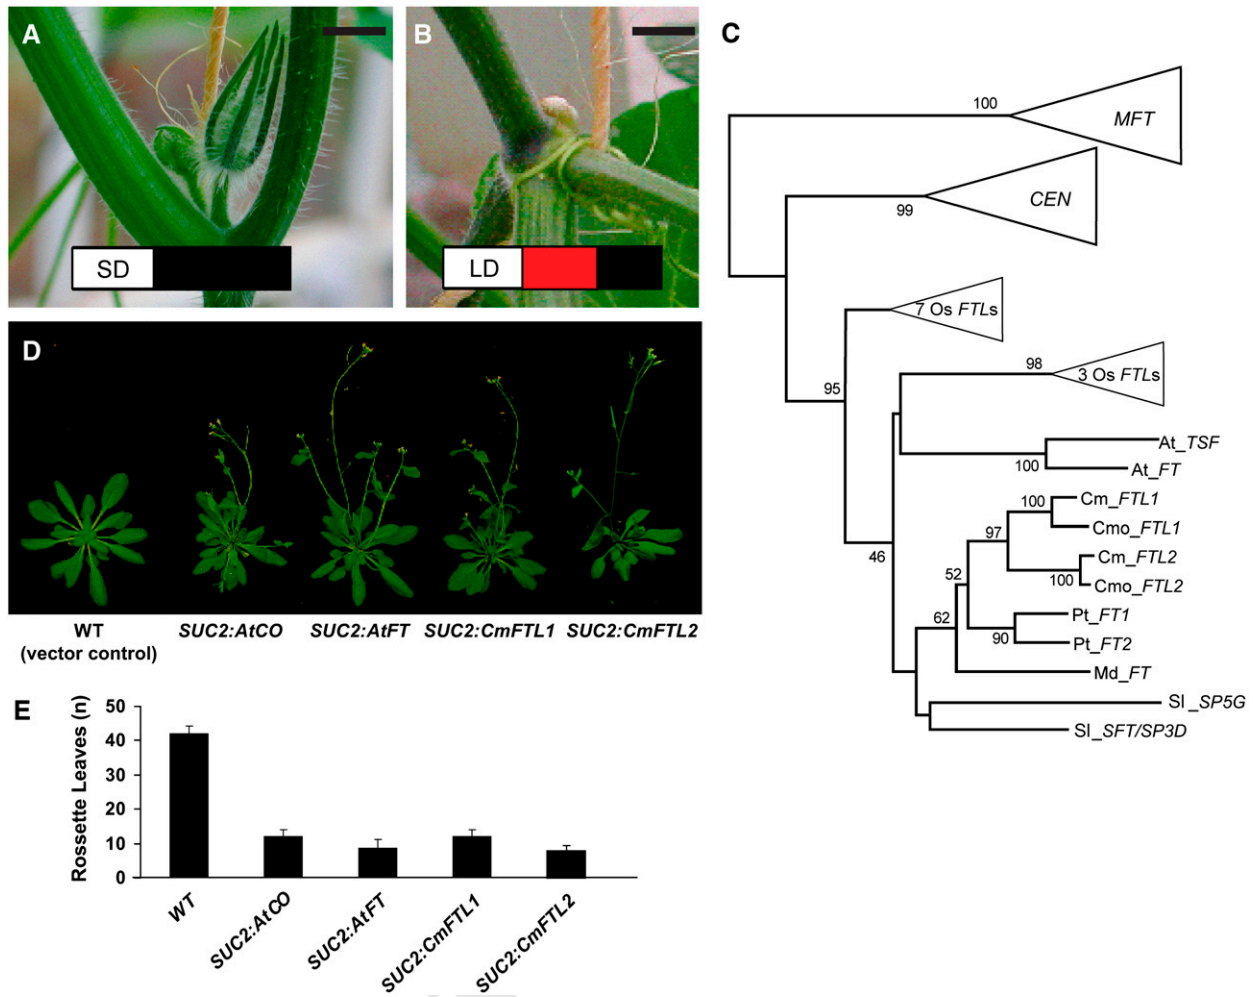 A
SD
B
LD
C
100
MFT
99
CEN
7 Os FTLs
95
98
3 Os FTLs
At_TSF
100
At_FT
100
Cm_FTL1
97
Cmo_FTL1
Cm_FTL2
52
100
Cmo_FTL2
46
62
Pt_FT1
90
Pt_FT2
Md_FT
Sl_SP5G
Sl_SFT/SP3D
D
WT
(vector control)
SUC2:AtCO
SUC2:AtFT
SUC2:CmFTL1
SUC2:CmFTL2
E
Rossette Leaves (n)
50
40
30
20
10
0
WT
SUC2:AtCO
SUC2:AtFT
SUC2:CmFTL1
SUC2:CmFTL2